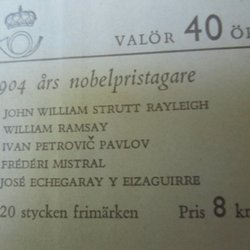 VALÖR 40 Ö
904 års nobelpristagare
JOHN WILLIAM STRUTT RAYLEIGH
WILLIAM RAMSAY
IVAN PETROVIČ PAVLOV
FRÉDÉRI MISTRAL
JOSÉ ECHEGARAY Y EIZAGUIRRE
20 stycken frimärken Pris 8 k